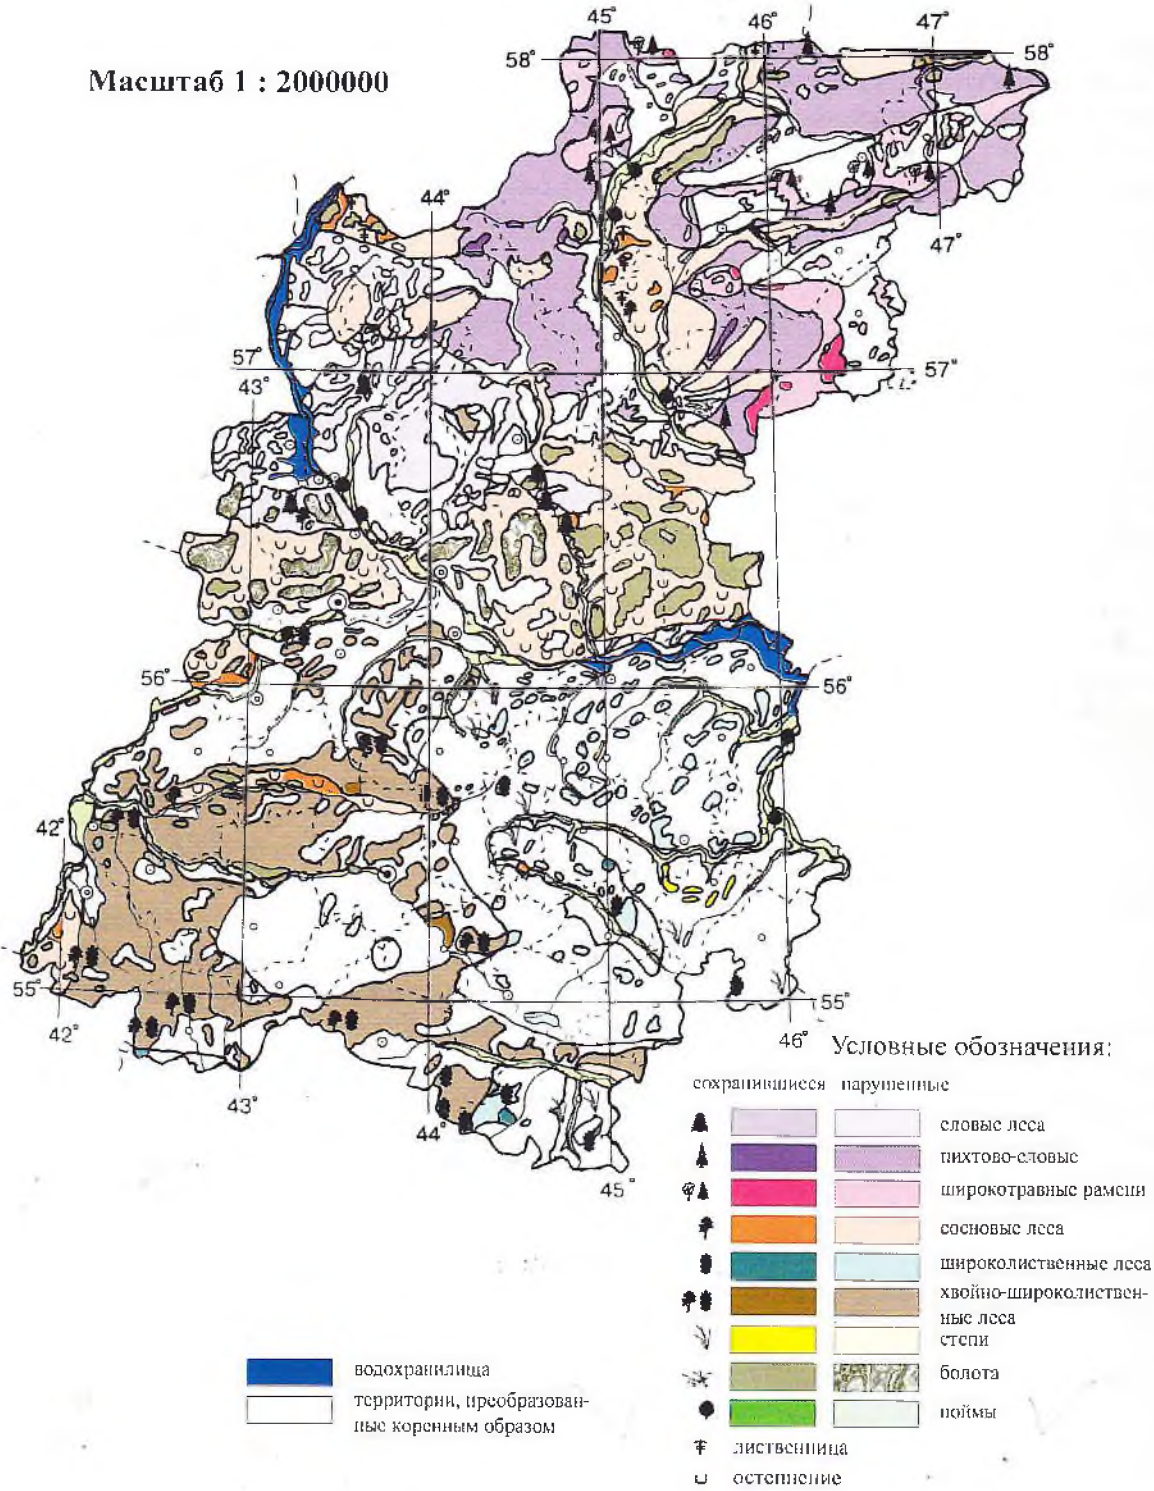 45° 46° 47°
58° 58°
Масштаб 1 : 2000000
44°
47°
57° 57°
43°
56° 56°
42°
55° 55°
42° 46°
Условные обозначения:
43°
сохранившиеся нарушенные
44°
еловые леса
пихтово-еловые
45°
широкотравные рамени
сосновые леса
широколиственные леса
хвойно-широколиствен-
ные леса
степи
водохранилища
болота
территории, преобразован-
ные коренным образом
поймы
лиственница
остепнение